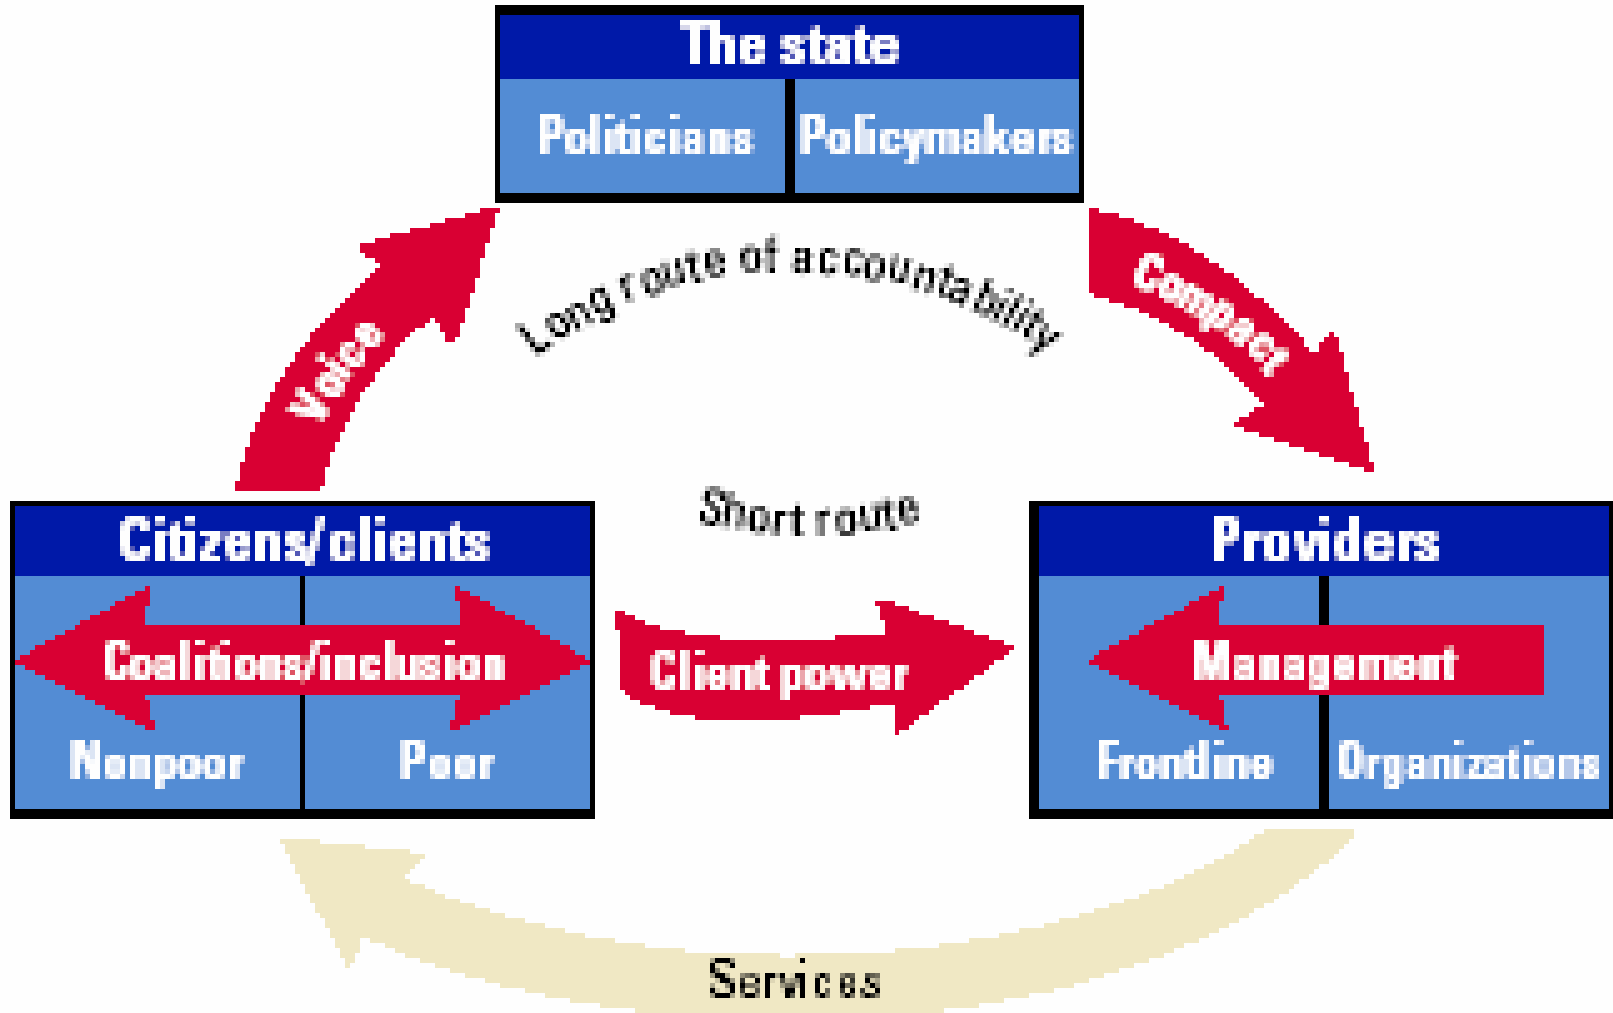 The state
Politicians
Policymakers
Long route of accountability
Voice
Compact
Short route
Citizens/clients
Coalitions/inclusion
Nonpoor
Poor
Client power
Providers
Management
Frontline
Organizations
Services